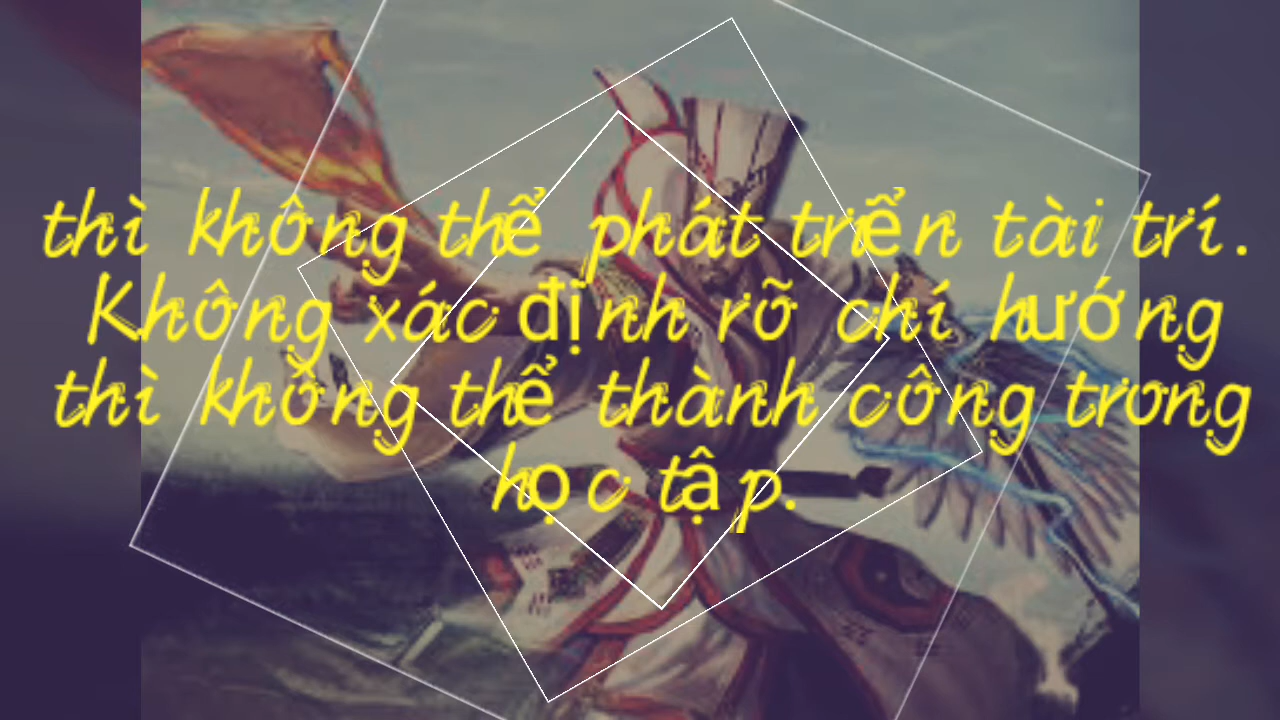 thì không thể phát triển tài trí.
Không xác định rõ chí hướng
thì không thể thành công trong
học tập.